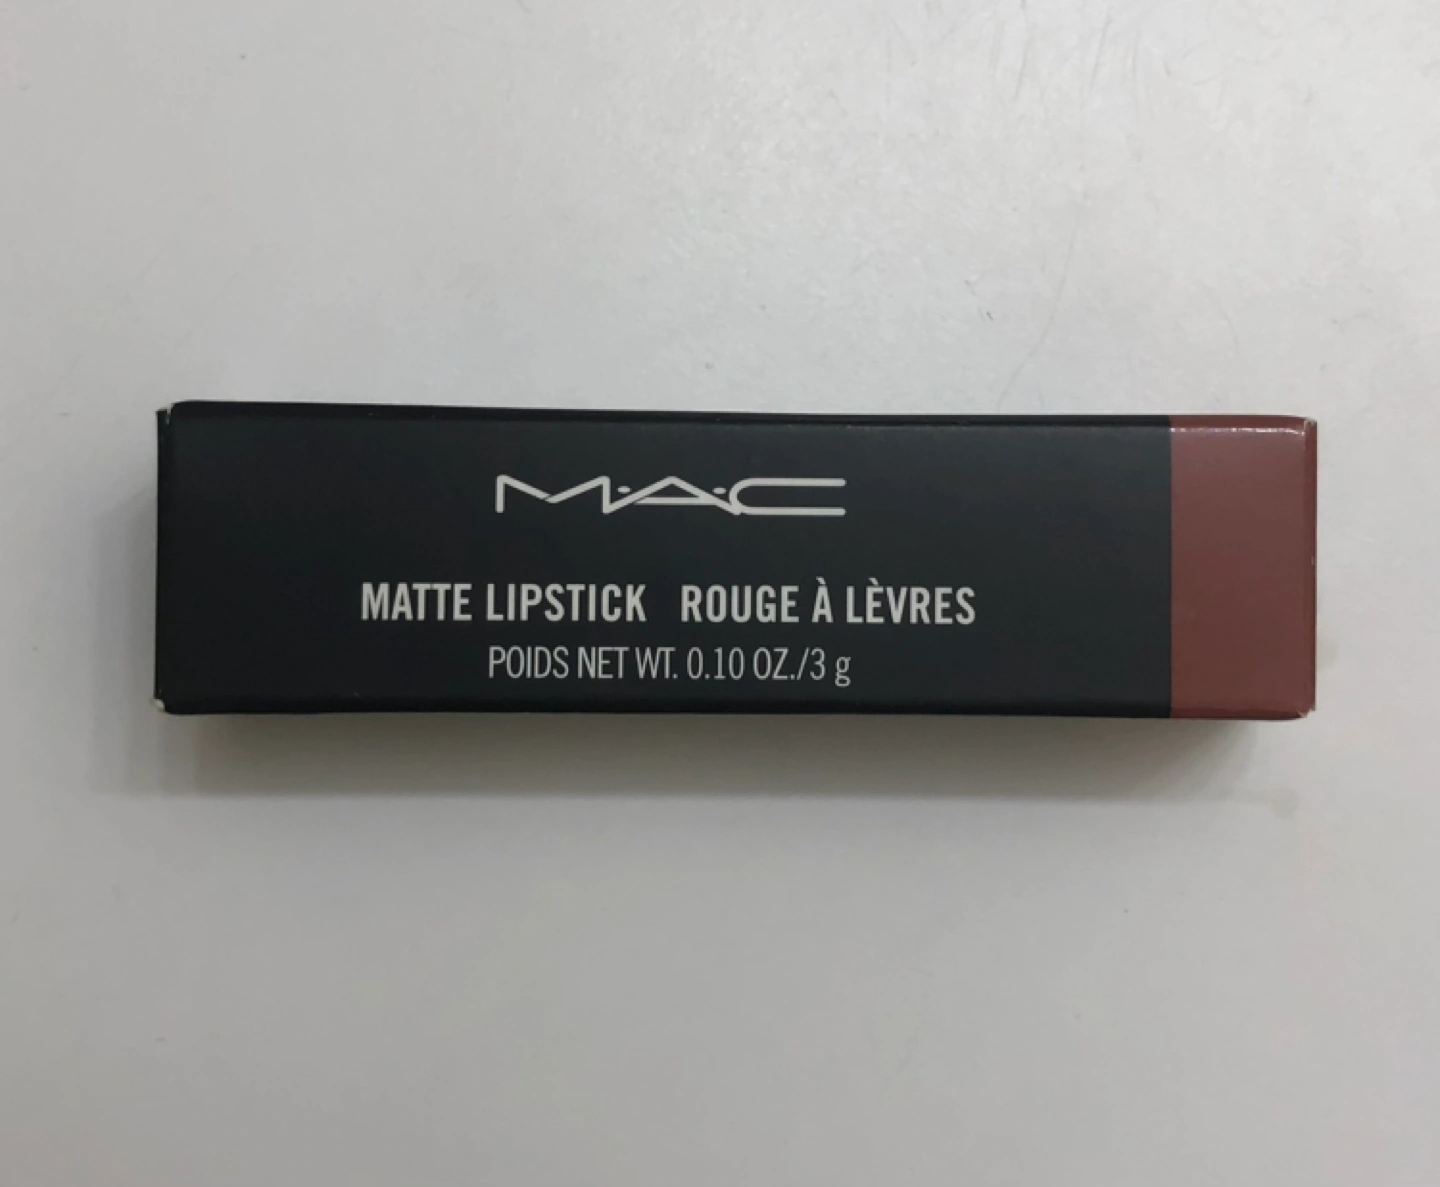 M·A·C
MATTE LIPSTICK ROUGE À LÈVRES
POIDS NET WT. 0.10 OZ./3 g